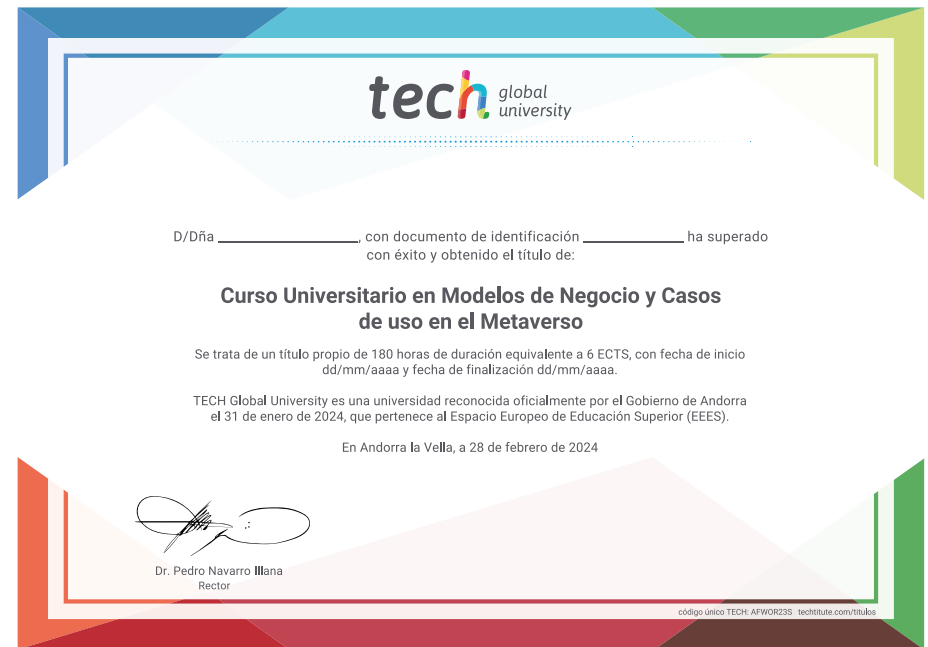 tech global university
D/Dña ____________________, con documento de identificación ______________ ha superado
con éxito y obtenido el título de:
Curso Universitario en Modelos de Negocio y Casos
de uso en el Metaverso
Se trata de un título propio de 180 horas de duración equivalente a 6 ECTS, con fecha de inicio
dd/mm/aaaa y fecha de finalización dd/mm/aaaa.
TECH Global University es una universidad reconocida oficialmente por el Gobierno de Andorra
el 31 de enero de 2024, que pertenece al Espacio Europeo de Educación Superior (EEES).
En Andorra la Vella, a 28 de febrero de 2024
Dr. Pedro Navarro Illana
Rector
código único TECH: AFWOR23S techtitute.com/titulos